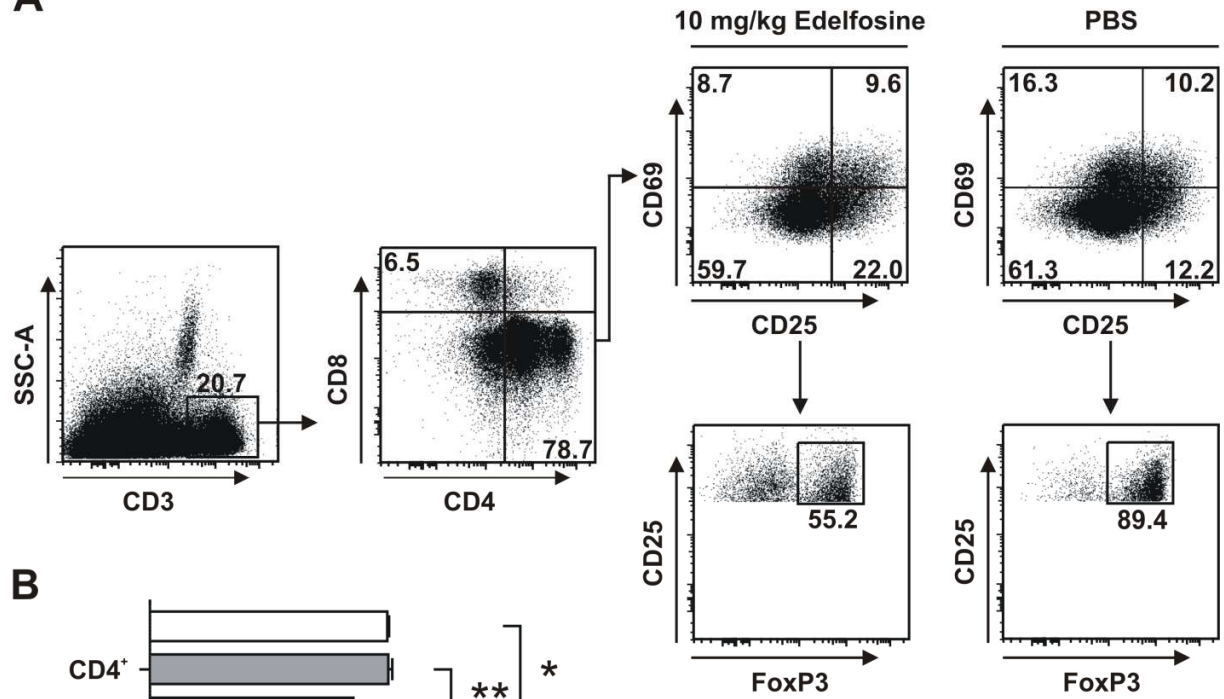 A
10 mg/kg Edelfosine
PBS
8.7 9.6
CD69
59.7 22.0
CD25
16.3 10.2
CD69
61.3 12.2
CD25
SSC-A
20.7
CD3
6.5
CD8
78.7
CD4
CD25
55.2
FoxP3
CD25
89.4
FoxP3
B
CD4+
**
*